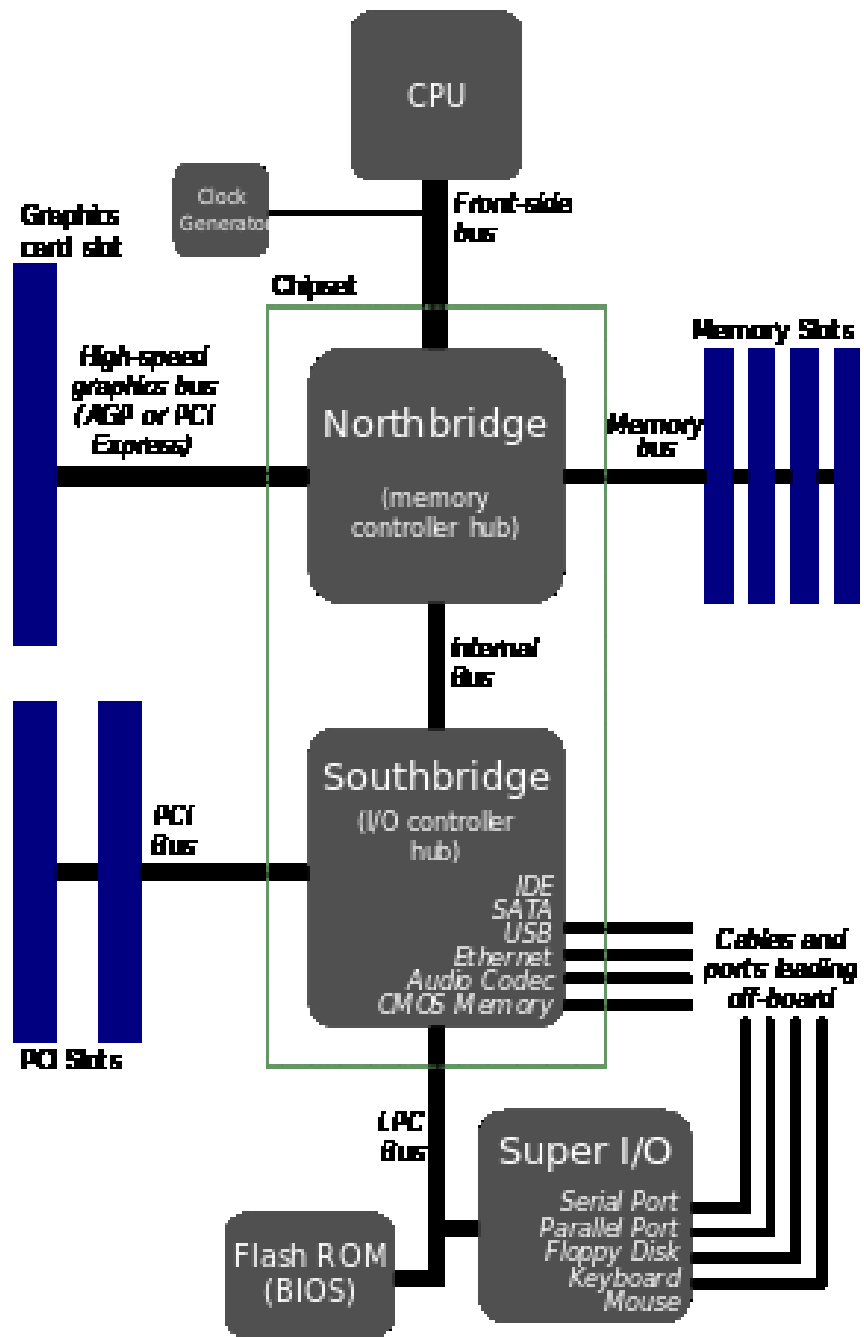 CPU
Clock
Generator
Front-side
bus
Graphics
card slot
Chipset
High-speed
graphics bus
(AGP or PCI
Express)
Northbridge
(memory
controller hub)
Memory Slots
Memory
bus
Internal
Bus
Southbridge
(I/O controller
hub)
IDE
SATA
USB
Ethernet
Audio Codec
CMOS Memory
PCI
Bus
PCI Slots
Cables and
ports leading
off-board
LPC
Bus
Super I/O
Serial Port
Parallel Port
Floppy Disk
Keyboard
Mouse
Flash ROM
(BIOS)